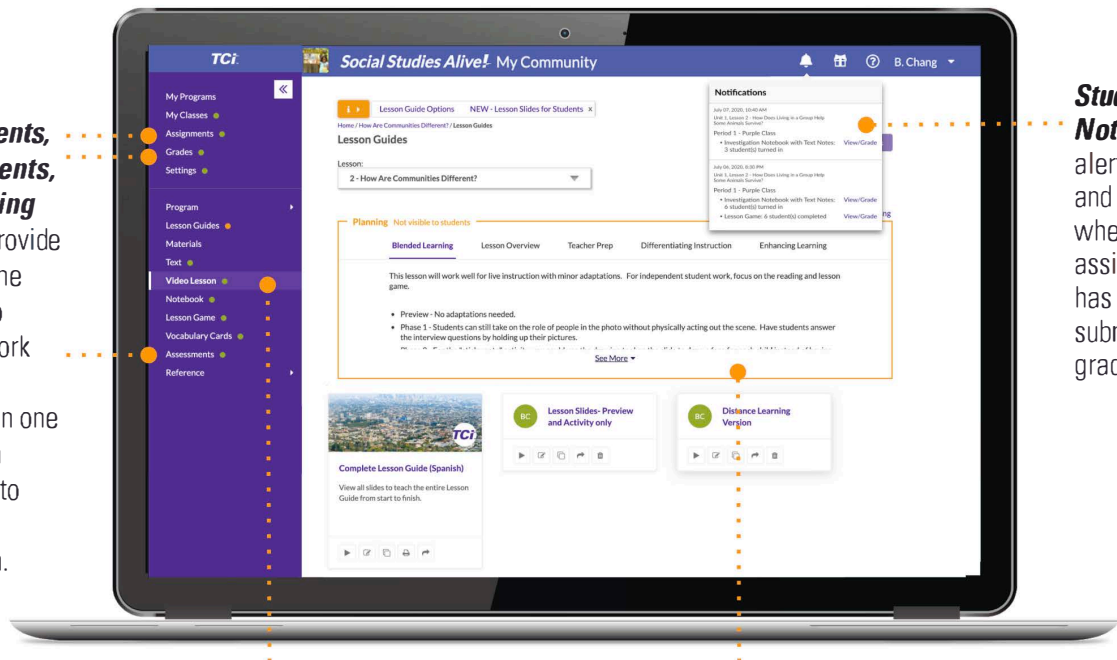 ents,
ents,
ing
rovide
ne
ork
n one
to
TCi
Social Studies Alive! My Community
B. Chang
My Programs
My Classes
Assignments
Grades
Settings
Program
Lesson Guides
Materials
Text
Video Lesson
Notebook
Lesson Game
Vocabulary Cards
Assessments
Reference
Lesson Guide Options NEW - Lesson Slides for Students x
Home / How Are Communities Different? / Lesson Guides
Lesson Guides
Lesson:
2 - How Are Communities Different?
Notifications
July 07, 2020, 10:40 AM
Unit 1, Lesson 2 - How Does Living in a Group Help
Some Animals Survive?
Period 1 - Purple Class
• Investigation Notebook with Text Notes: View/Grade
3 student(s) turned in
July 06, 2020, 8:30 PM
Unit 1, Lesson 2 - How Does Living in a Group Help
Some Animals Survive?
Period 1 - Purple Class
• Investigation Notebook with Text Notes: View/Grade
6 student(s) turned in
• Lesson Game: 6 student(s) completed View/Grade
ng
Planning Not visible to students
Blended Learning Lesson Overview Teacher Prep Differentiating Instruction Enhancing Learning
This lesson will work well for live instruction with minor adaptations. For independent student work, focus on the reading and lesson
game.
• Preview - No adaptations needed.
• Phase 1 - Students can still take on the role of people in the photo without physically acting out the scene. Have students answer
the interview questions by holding up their pictures.
See More
TCi
Complete Lesson Guide (Spanish)
View all slides to teach the entire Lesson
Guide from start to finish.
BC
Lesson Slides- Preview
and Activity only
BC
Distance Learning
Version
Stu
Not
aler
and
whe
assi
has
subr
grad